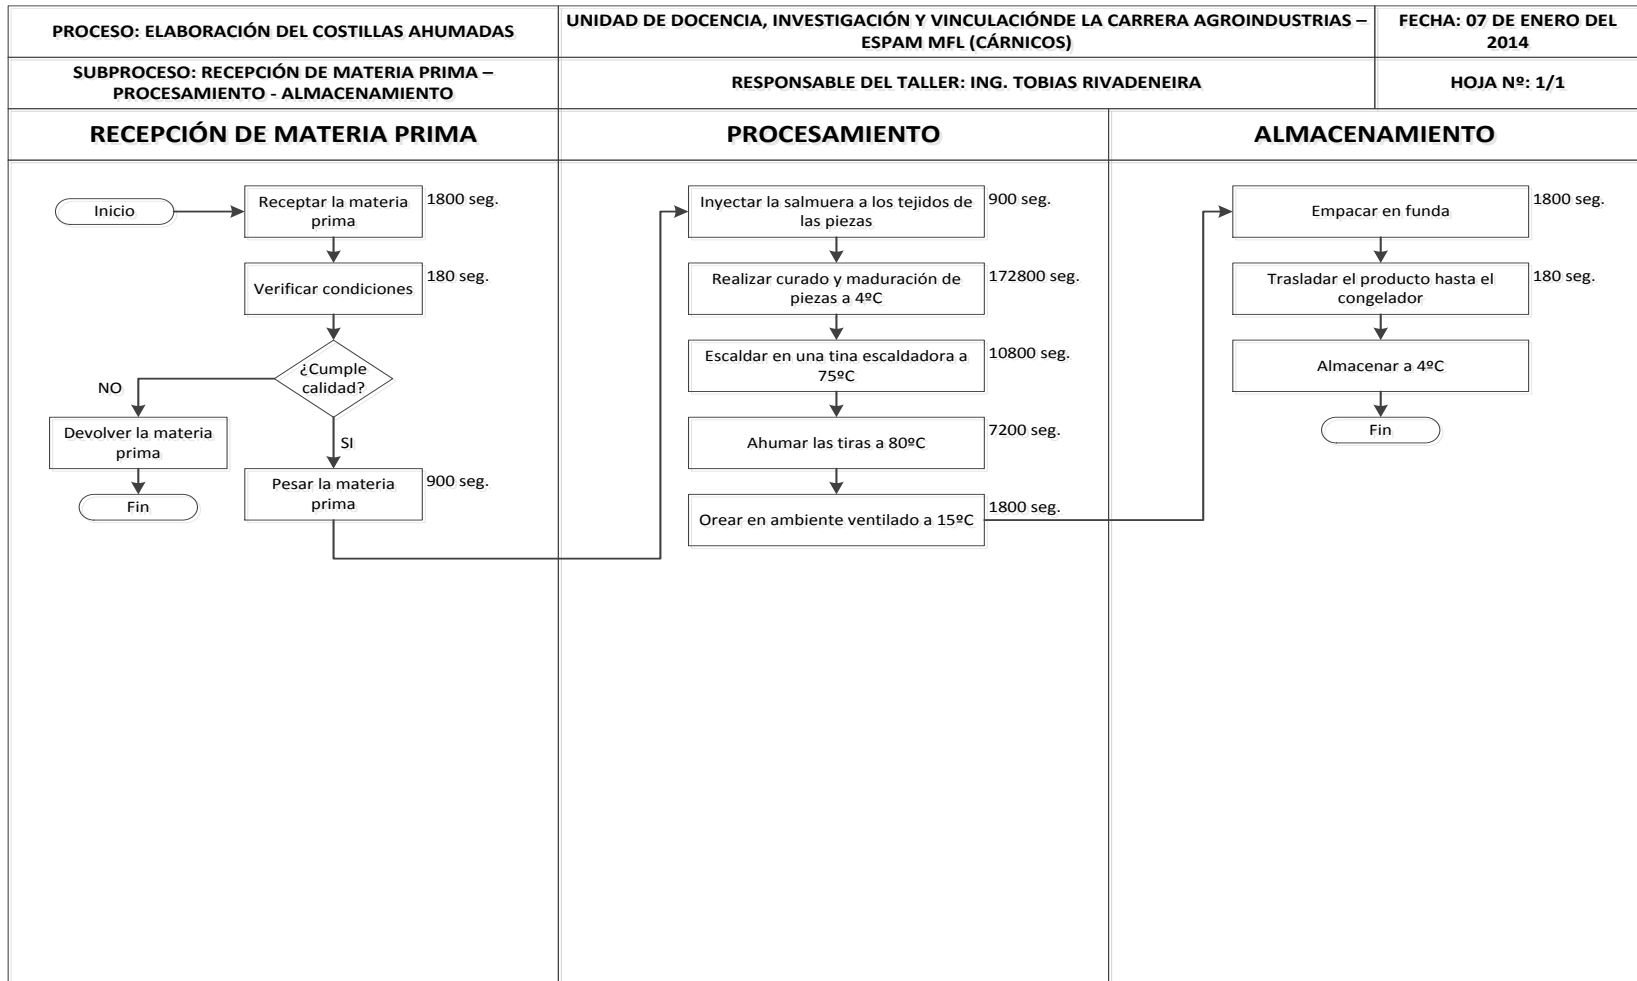 PROCESO: ELABORACIÓN DEL COSTILLAS AHUMADAS
UNIDAD DE DOCENCIA, INVESTIGACIÓN Y VINCULACIÓNDE LA CARRERA AGROINDUSTRIAS –
ESPAM MFL (CÁRNICOS)
FECHA: 07 DE ENERO DEL
2014
SUBPROCESO: RECEPCIÓN DE MATERIA PRIMA –
PROCESAMIENTO - ALMACENAMIENTO
RESPONSABLE DEL TALLER: ING. TOBIAS RIVADENEIRA
HOJA Nº: 1/1
RECEPCIÓN DE MATERIA PRIMA
Inicio
Receptar la materia
prima
1800 seg.
Verificar condiciones
180 seg.
¿Cumple
calidad?
NO
Devolver la materia
prima
Fin
SI
Pesar la materia
prima
900 seg.
PROCESAMIENTO
Inyectar la salmuera a los tejidos de
las piezas
900 seg.
Realizar curado y maduración de
piezas a 4ºC
172800 seg.
Escaldar en una tina escaldadora a
75ºC
10800 seg.
Ahumar las tiras a 80ºC
7200 seg.
Orear en ambiente ventilado a 15ºC
1800 seg.
ALMACENAMIENTO
Empacar en funda
1800 seg.
Trasladar el producto hasta el
congelador
180 seg.
Almacenar a 4ºC
Fin